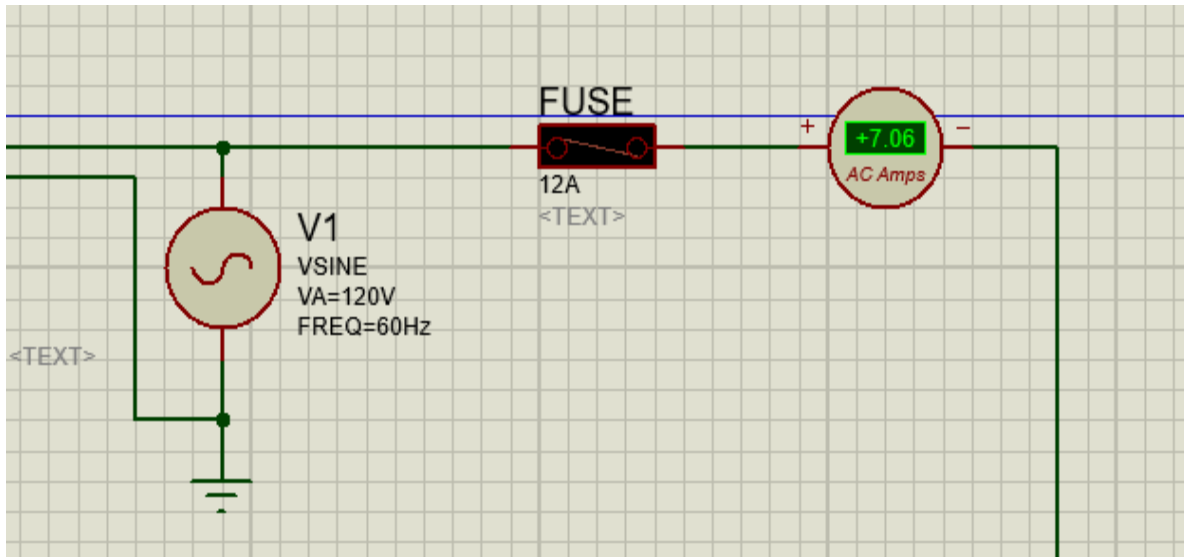 FUSE
+ +7.06 −
AC Amps
12A
<TEXT>
V1
VSINE
VA=120V
FREQ=60Hz
<TEXT>